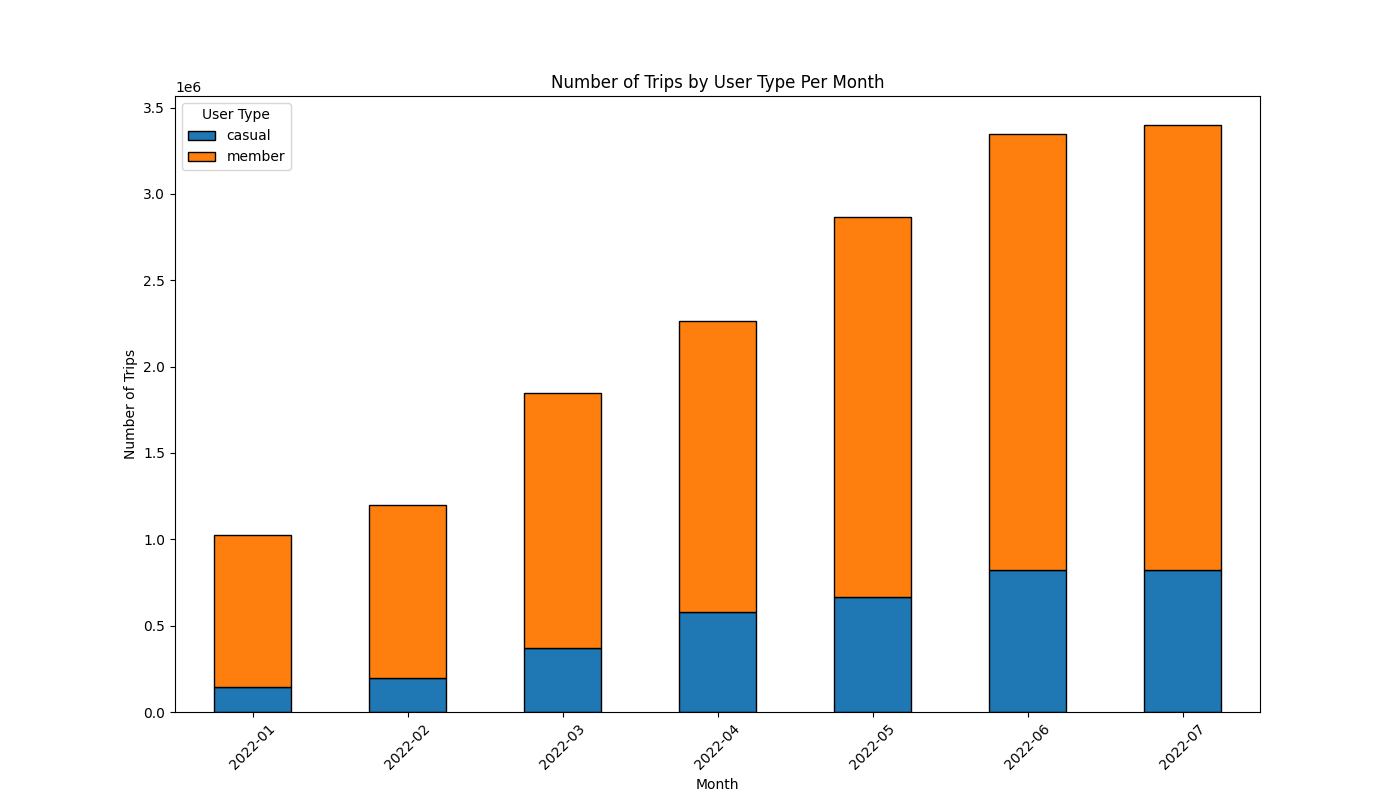 Number of Trips by User Type Per Month
1e6
User Type
casual
member
3.5
3.0
2.5
2.0
1.5
1.0
0.5
0.0
Number of Trips
2022-01
2022-02
2022-03
2022-04
2022-05
2022-06
2022-07
Month